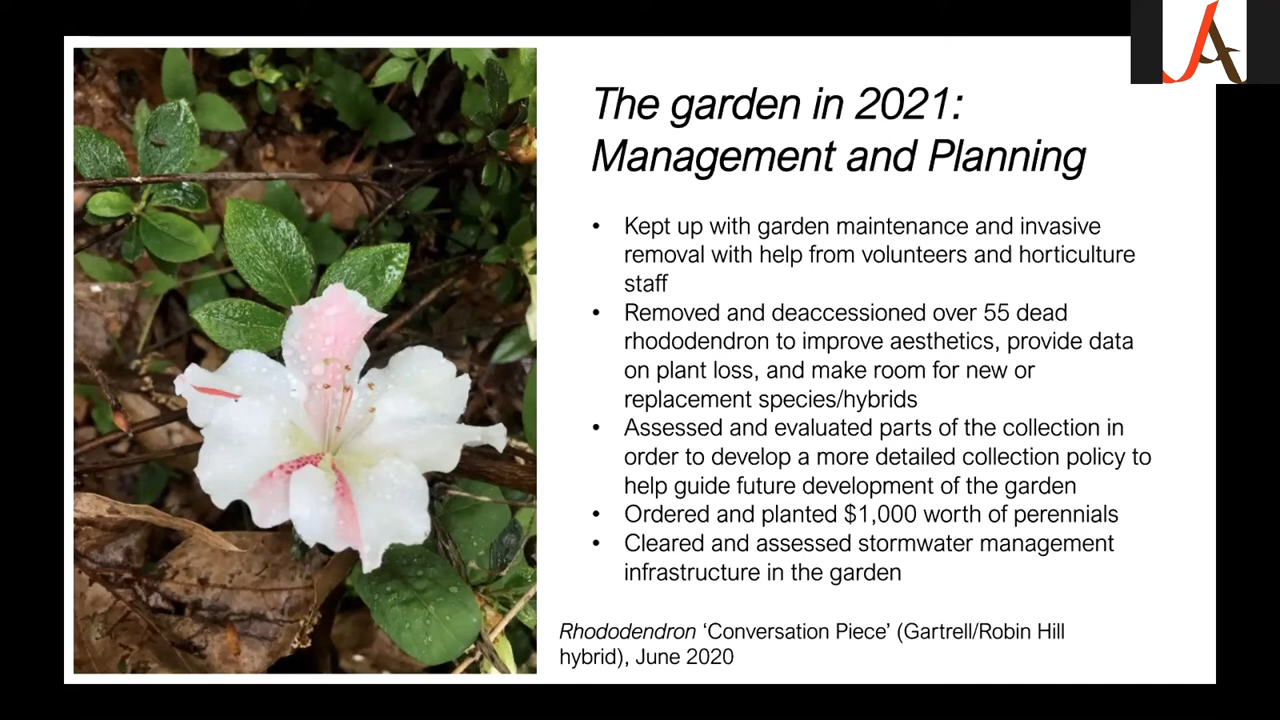 The garden in 2021:
Management and Planning
• Kept up with garden maintenance and invasive
removal with help from volunteers and horticulture
staff
• Removed and deaccessioned over 55 dead
rhododendron to improve aesthetics, provide data
on plant loss, and make room for new or
replacement species/hybrids
• Assessed and evaluated parts of the collection in
order to develop a more detailed collection policy to
help guide future development of the garden
• Ordered and planted $1,000 worth of perennials
• Cleared and assessed stormwater management
infrastructure in the garden
Rhododendron ‘Conversation Piece’ (Gartrell/Robin Hill
hybrid), June 2020